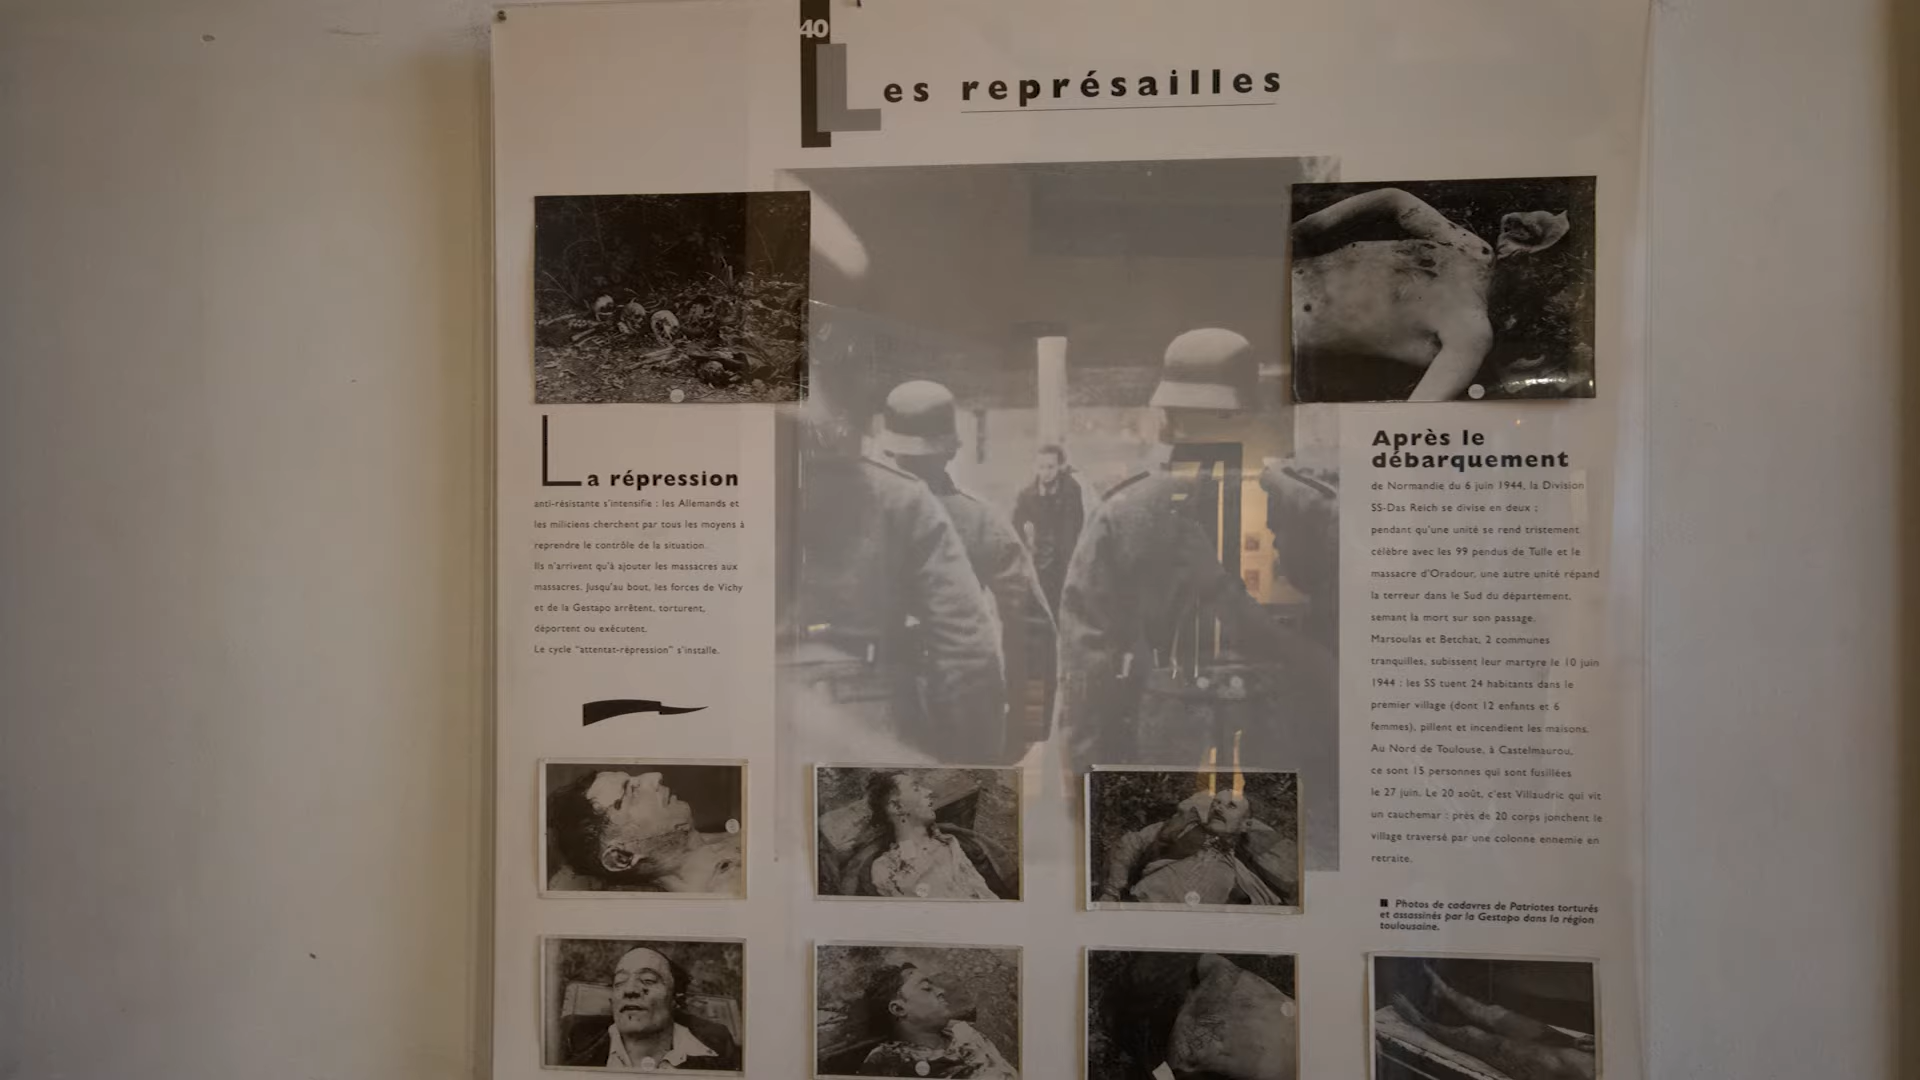 40
Les représailles
La répression
anti-résistante s'intensifie : les Allemands et
les miliciens cherchent par tous les moyens à
reprendre le contrôle de la situation.
Ils n'arrivent qu'à ajouter les massacres aux
massacres. Jusqu'au bout, les forces de Vichy
et de la Gestapo arrêtent, torturent,
déportent ou exécutent.
Le cycle "attentat-répression" s'installe.
Après le
débarquement
de Normandie du 6 juin 1944, la Division
SS-Das Reich se divise en deux :
pendant qu'une unité se rend tristement
célèbre avec les 99 pendus de Tulle et le
massacre d'Oradour, une autre unité répand
la terreur dans le Sud du département,
semant la mort sur son passage.
Marsoulas et Betchat, 2 communes
tranquilles, subissent leur martyre le 10 juin
1944 : les SS tuent 24 habitants dans le
premier village (dont 12 enfants et 6
femmes), pillent et incendient les maisons.
Au Nord de Toulouse, à Castelmaurou,
ce sont 15 personnes qui sont fusillées
le 27 juin. Le 20 août, c'est Villaudric qui vit
un cauchemar : près de 20 corps jonchent le
village traversé par une colonne ennemie en
retraite.
Photos de cadavres de Patriotes torturés
et assassinés par la Gestapo dans la région
toulousaine.